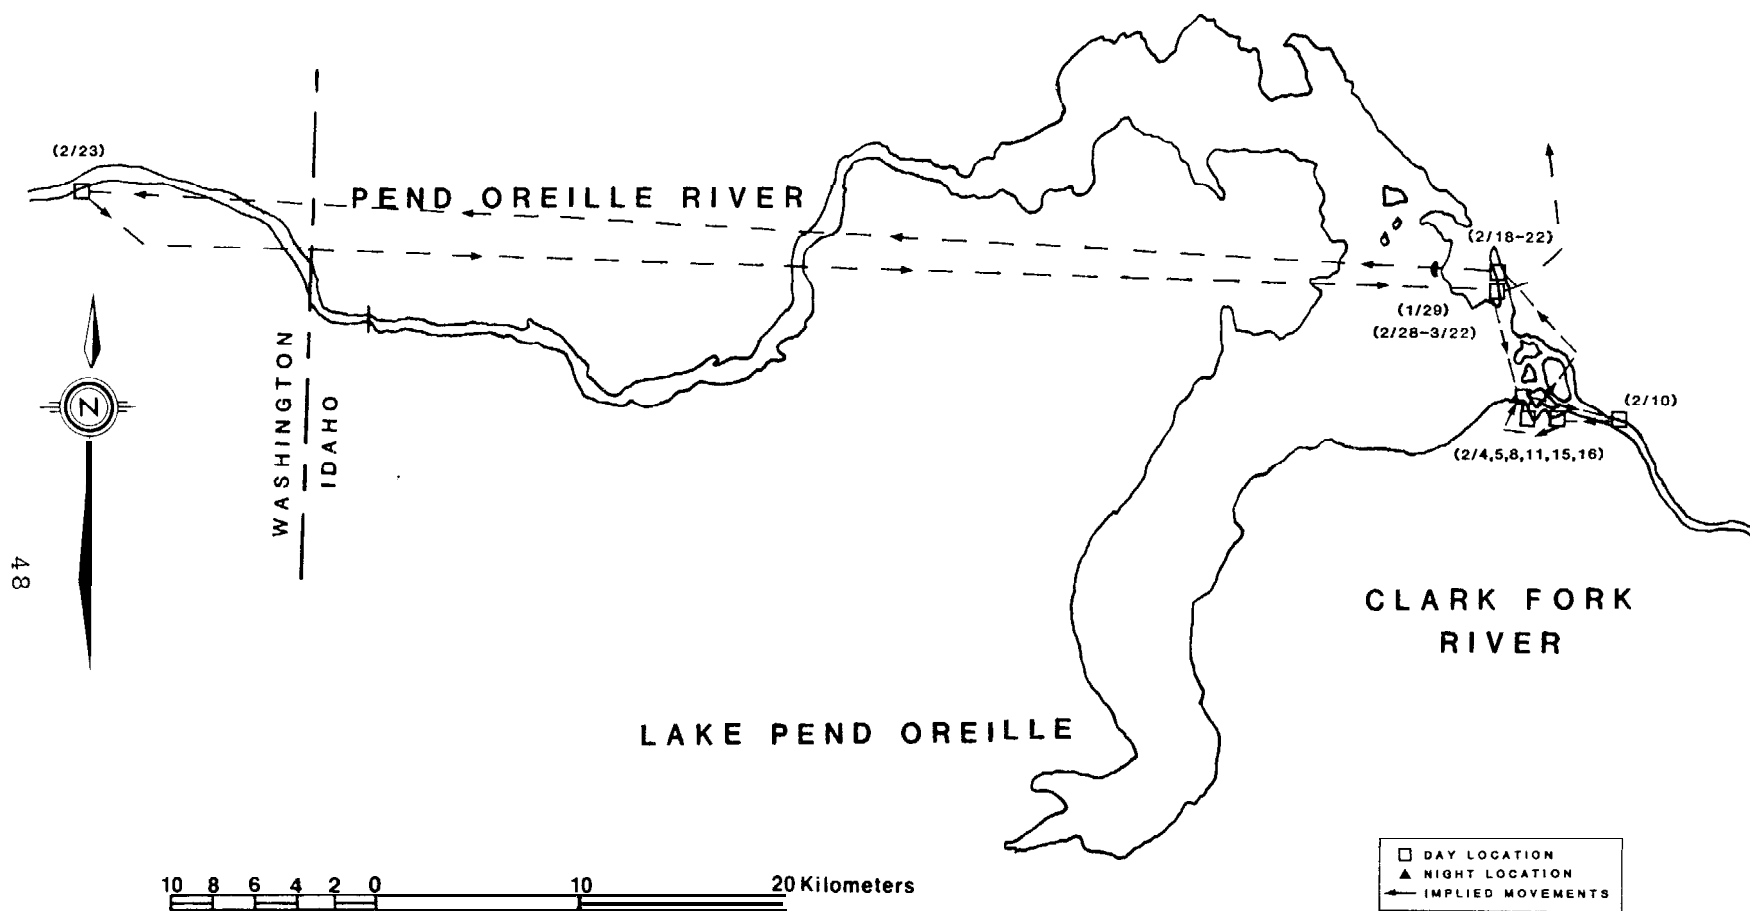 (2/23)
PEND OREILLE RIVER
(2/18-22)
(1/29)
(2/28-3/22)
(2/10)
(2/4,5,8,11,15,16)
WASHINGTON
IDAHO
N
48
CLARK FORK
RIVER
LAKE PEND OREILLE
10 8 6 4 2 0 10 20 Kilometers
DAY LOCATION
NIGHT LOCATION
IMPLIED MOVEMENTS